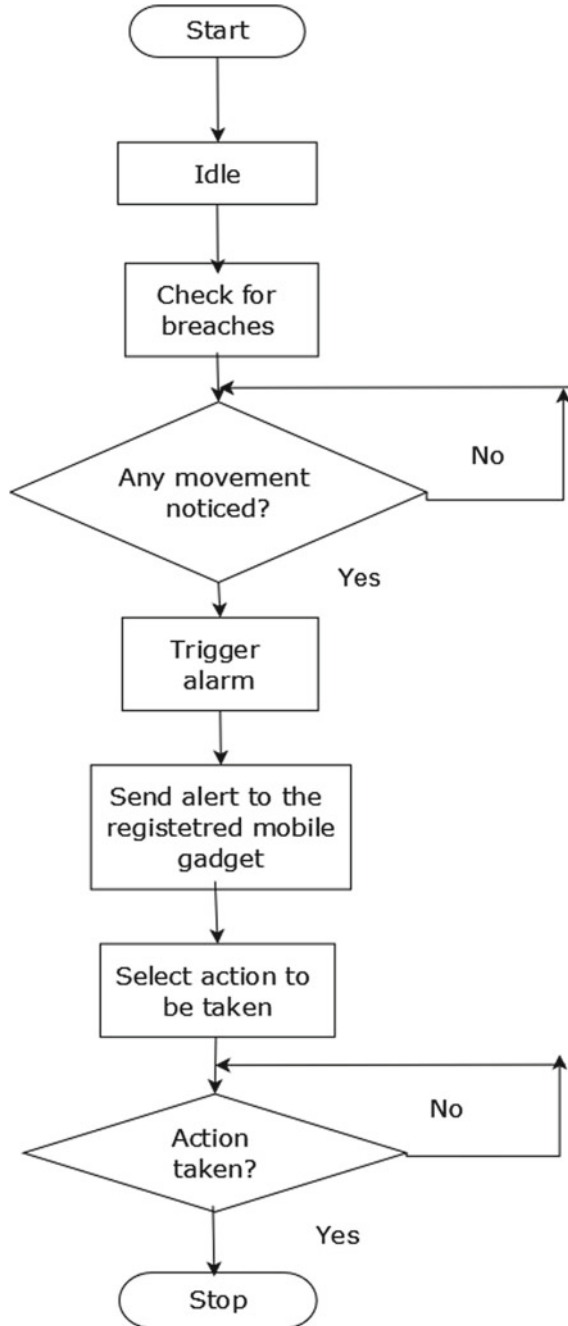 Start
Idle
Check for
breaches
Any movement
noticed?
No
Yes
Trigger
alarm
Send alert to the
registetred mobile
gadget
Select action to
be taken
No
Action
taken?
Yes
Stop